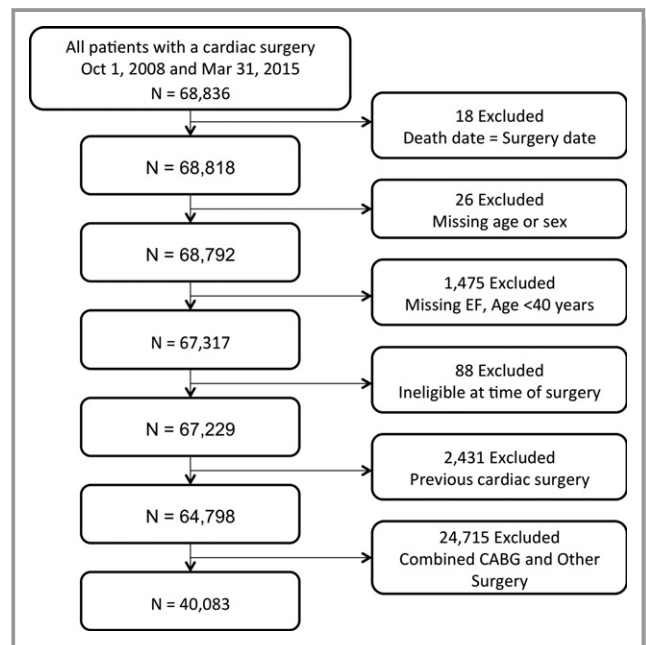 All patients with a cardiac surgery
Oct 1, 2008 and Mar 31, 2015
N = 68,836
18 Excluded
Death date = Surgery date
N = 68,818
26 Excluded
Missing age or sex
N = 68,792
1,475 Excluded
Missing EF, Age <40 years
N = 67,317
88 Excluded
Ineligible at time of surgery
N = 67,229
2,431 Excluded
Previous cardiac surgery
N = 64,798
24,715 Excluded
Combined CABG and Other
Surgery
N = 40,083